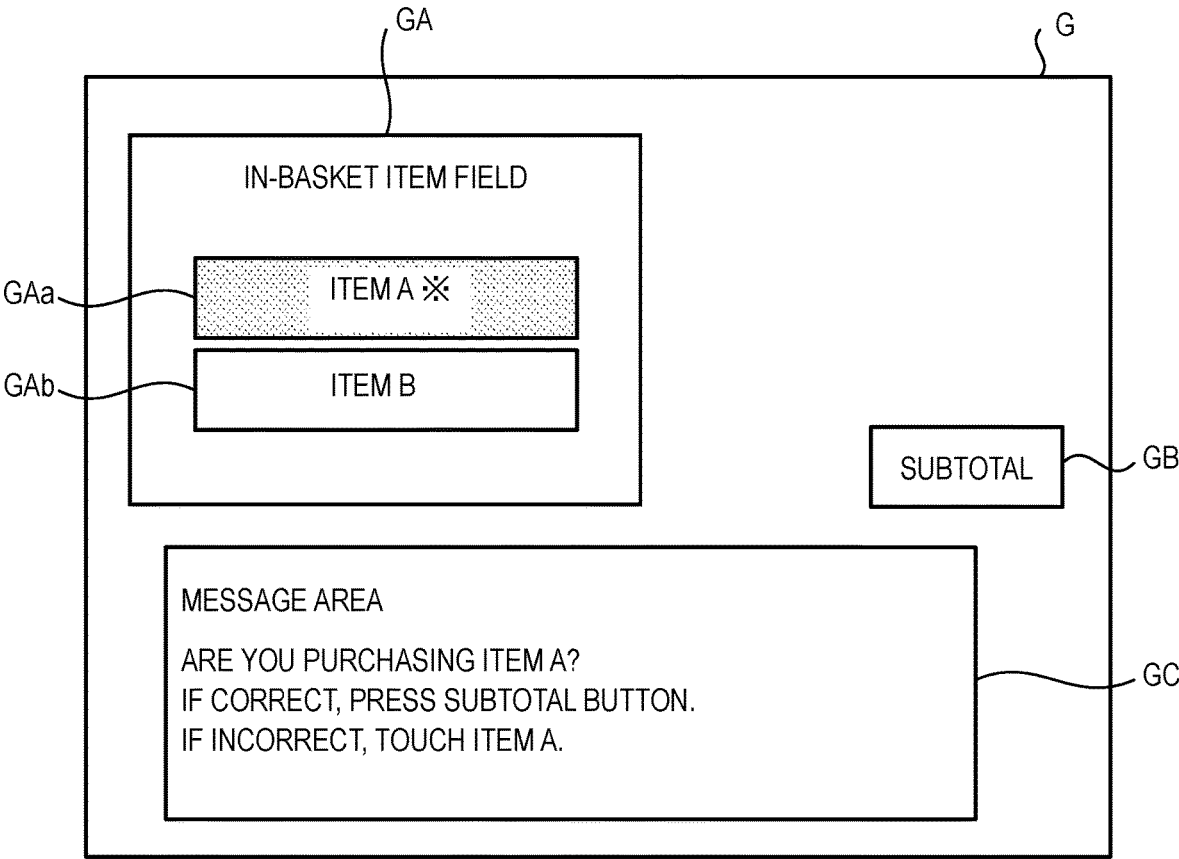 GA
G
IN-BASKET ITEM FIELD
GAa
ITEM A ※
GAb
ITEM B
SUBTOTAL
GB
MESSAGE AREA
ARE YOU PURCHASING ITEM A?
IF CORRECT, PRESS SUBTOTAL BUTTON.
IF INCORRECT, TOUCH ITEM A.
GC